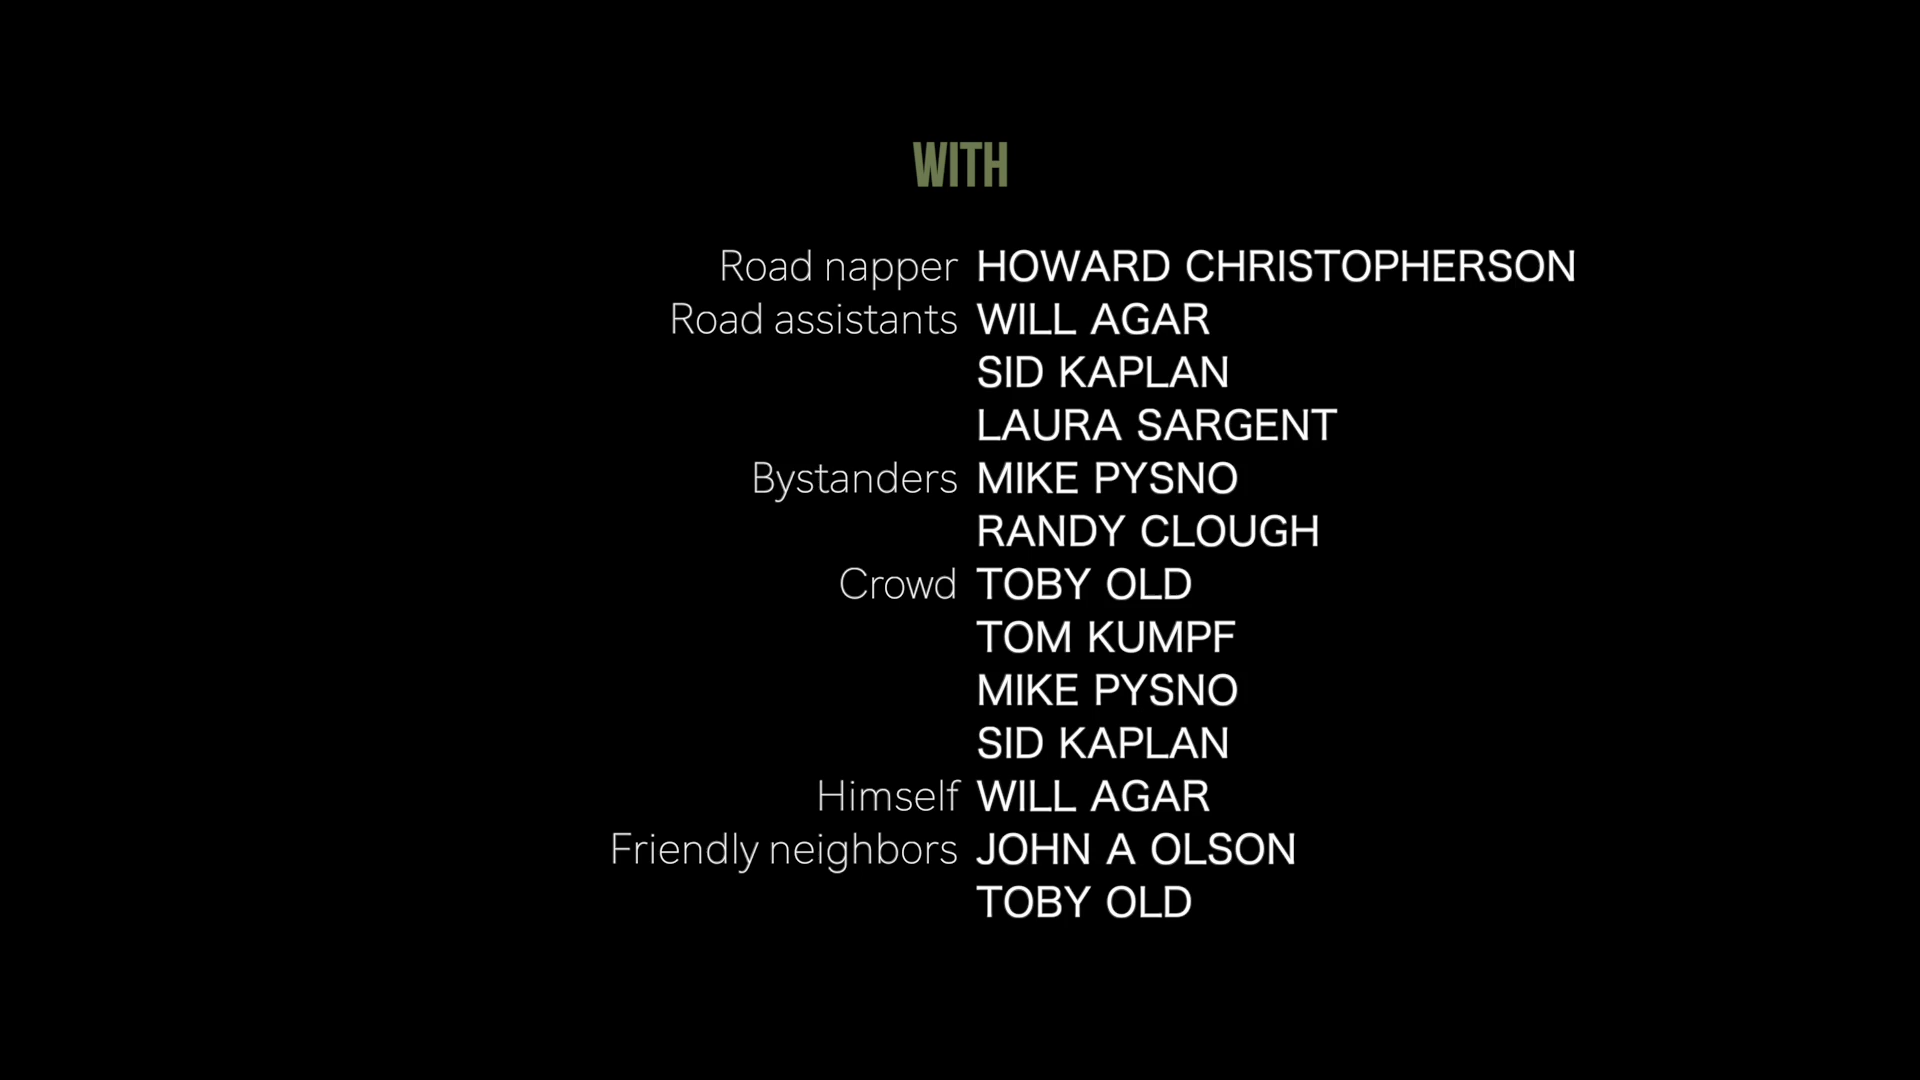 WITH
Road napper HOWARD CHRISTOPHERSON
Road assistants WILL AGAR
SID KAPLAN
LAURA SARGENT
Bystanders MIKE PYSNO
RANDY CLOUGH
Crowd TOBY OLD
TOM KUMPF
MIKE PYSNO
SID KAPLAN
Himself WILL AGAR
Friendly neighbors JOHN A OLSON
TOBY OLD